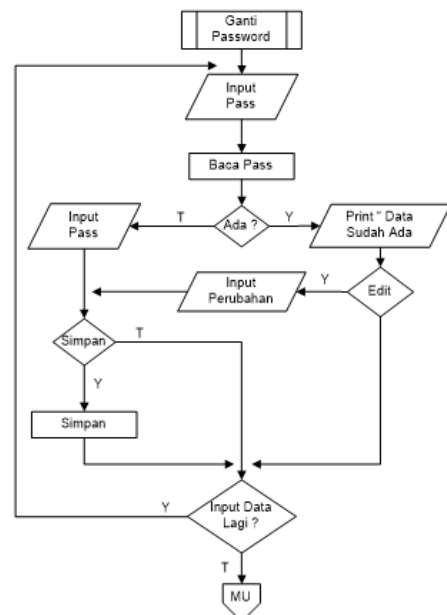 Ganti
Password
Input
Pass
Baca Pass
Input
Pass
T
Ada ?
Y
Print " Data
Sudah Ada
Input
Perubahan
Y
Edit
Simpan
T
Y
Simpan
Y
Input Data
Lagi ?
T
MU